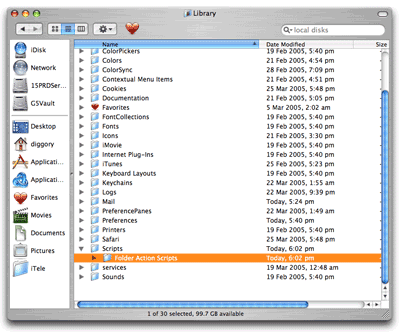 Library
local disks
Name Date Modified Size
iDisk
Network
15PRDSer...
GSVault
Desktop
diggory
Applicati...
Applicati...
Favorites
Movies
Documents
Pictures
iTele
ColorPickers 19 Feb 2005, 5:40 pm
Colors 21 Feb 2005, 4:54 pm
ColorSync 28 Feb 2005, 7:09 pm
Contextual Menu Items 21 Feb 2005, 4:51 pm
Cookies 25 Mar 2005, 5:48 pm
Documentation 21 Feb 2005, 5:05 pm
Favorites 5 Mar 2005, 2:02 am
FontCollections 19 Feb 2005, 5:40 pm
Fonts 19 Feb 2005, 5:40 pm
Icons 21 Feb 2005, 3:30 pm
iMovie 19 Feb 2005, 5:40 pm
Internet Plug-Ins 19 Feb 2005, 5:40 pm
iTunes 25 Feb 2005, 5:23 pm
Keyboard Layouts 19 Feb 2005, 5:40 pm
Keychains 22 Mar 2005, 1:55 am
Logs 22 Mar 2005, 9:39 pm
Mail Today, 5:24 pm
PreferencePanes 22 Mar 2005, 1:49 am
Preferences Today, 5:40 pm
Printers 19 Feb 2005, 5:40 pm
Safari 25 Mar 2005, 5:48 pm
Scripts Today, 6:02 pm
Folder Action Scripts Today, 6:02 pm
services 19 Mar 2005, 12:48 am
Sounds 19 Feb 2005, 5:40 pm
1 of 30 selected, 99.7 GB available